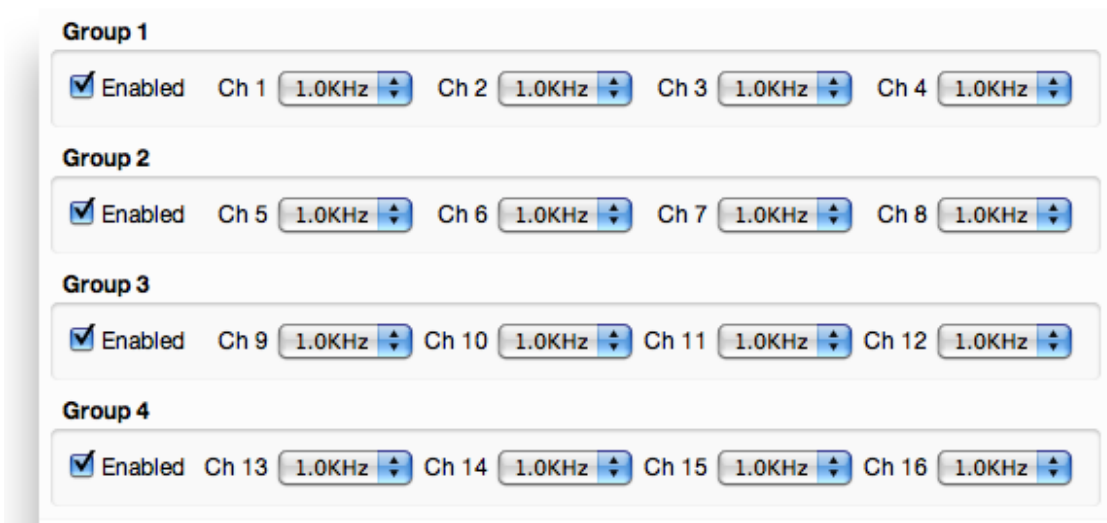 Group 1
Enabled Ch 1 1.0KHz Ch 2 1.0KHz Ch 3 1.0KHz Ch 4 1.0KHz
Group 2
Enabled Ch 5 1.0KHz Ch 6 1.0KHz Ch 7 1.0KHz Ch 8 1.0KHz
Group 3
Enabled Ch 9 1.0KHz Ch 10 1.0KHz Ch 11 1.0KHz Ch 12 1.0KHz
Group 4
Enabled Ch 13 1.0KHz Ch 14 1.0KHz Ch 15 1.0KHz Ch 16 1.0KHz